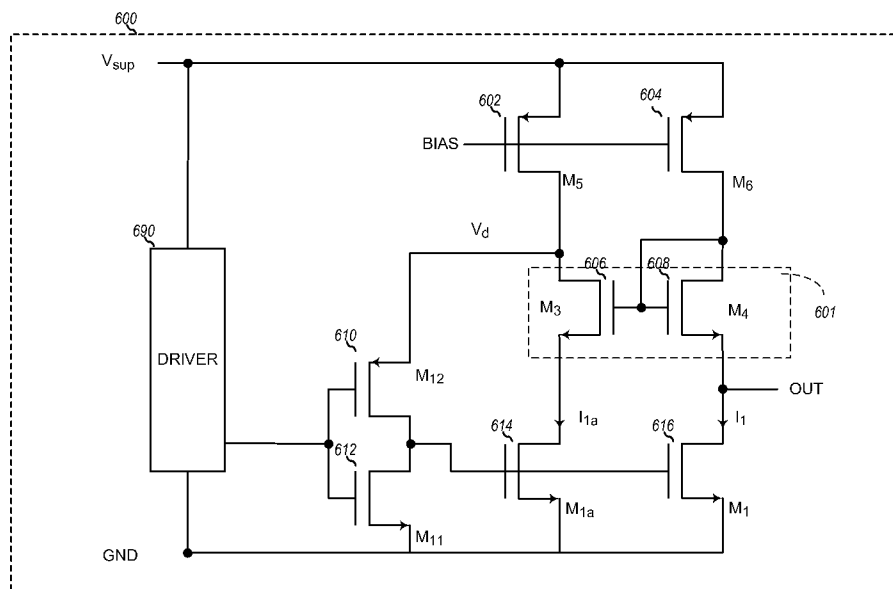 600
Vsup
602
604
BIAS
M5
M6
690
Vd
606
608
M3
M4
601
610
DRIVER
M12
OUT
I1a
I1
614
616
612
M1a
M1
M11
GND